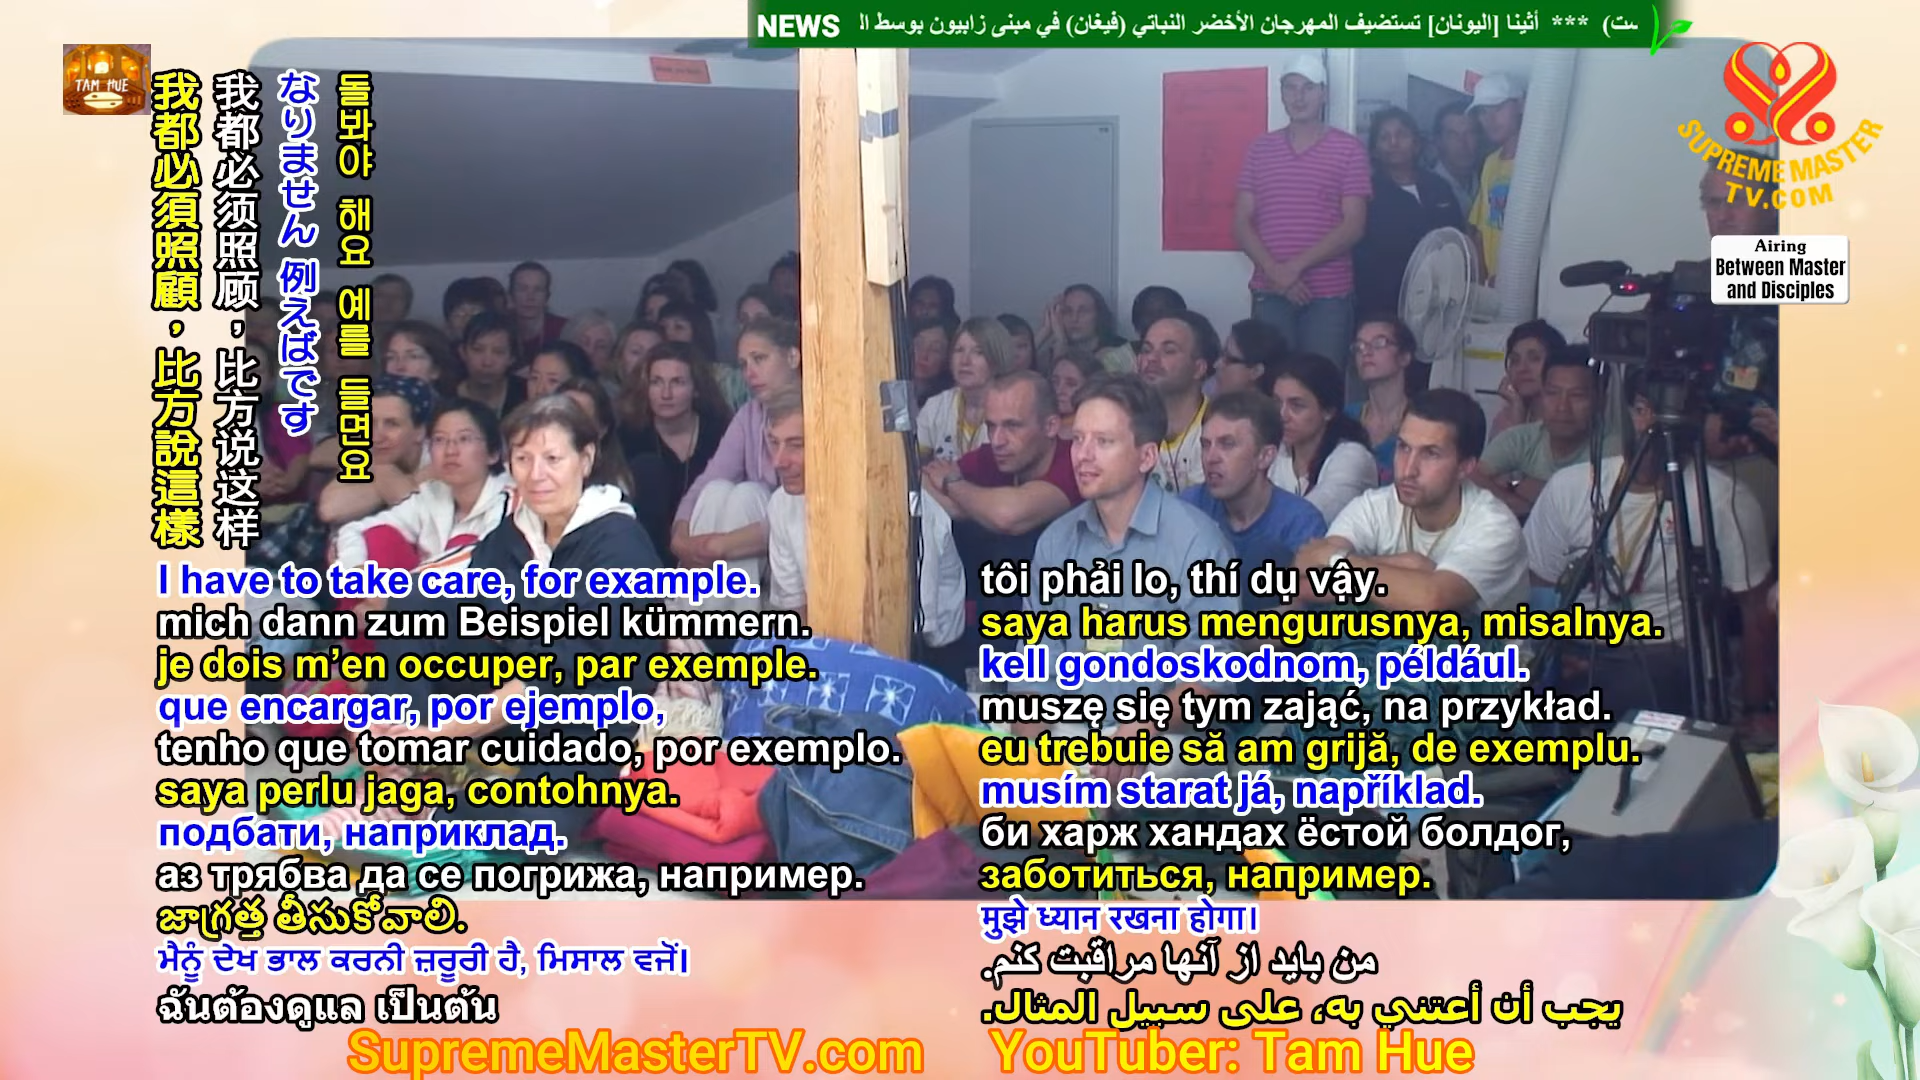 NEWS
ست) *** أثينا [اليونان] تستضيف المهرجان الأخضر النباتي (فيغان) في مبنى زابيون بوسط ال
TAM HUE
SUPREME MASTER
TV.COM
Airing
Between Master
and Disciples
我都必須照顧，比方說這樣
我都必须照顾，比方说这样
なりません 例えばです
돌봐야 해요 예를 들면요
I have to take care, for example.
mich dann zum Beispiel kümmern.
je dois m’en occuper, par exemple.
que encargar, por ejemplo,
tenho que tomar cuidado, por exemplo.
saya perlu jaga, contohnya.
подбати, наприклад.
аз трябва да се погрижа, например.
జాగ్రత్త తీసుకోవాలి.
ਮੈਨੂੰ ਦੇਖ ਭਾਲ ਕਰਨੀ ਜ਼ਰੂਰੀ ਹੈ, ਮਿਸਾਲ ਵਜੋਂ।
ฉันต้องดูแล เป็นต้น
tôi phải lo, thí dụ vậy.
saya harus mengurusnya, misalnya.
kell gondoskodnom, például.
muszę się tym zająć, na przykład.
eu trebuie să am grijă, de exemplu.
musím starat já, například.
би харж хандах ёстой болдог,
заботиться, например.
मुझे ध्यान रखना होगा।
من باید از آنها مراقبت کنم.
يجب أن أعتني به، على سبيل المثال.
SupremeMasterTV.com
YouTuber: Tam Hue